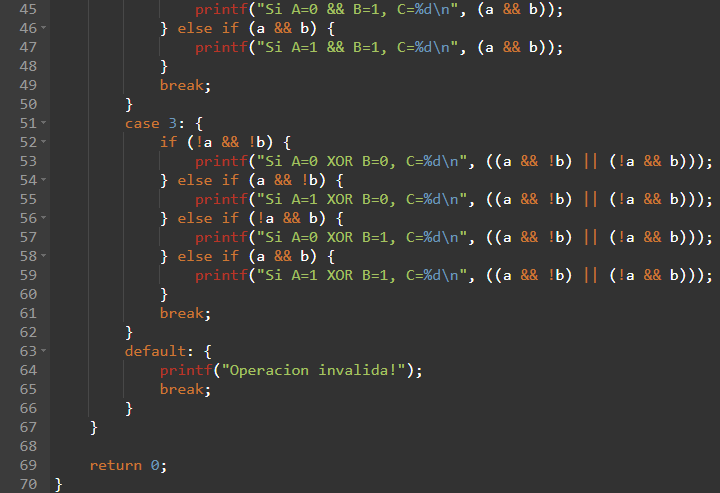 45 printf("Si A=0 && B=1, C=%d\n", (a && b));
46 } else if (a && b) {
47 printf("Si A=1 && B=1, C=%d\n", (a && b));
48 }
49 break;
50 }
51 case 3: {
52 if (!a && !b) {
53 printf("Si A=0 XOR B=0, C=%d\n", ((a && !b) || (!a && b)));
54 } else if (a && !b) {
55 printf("Si A=1 XOR B=0, C=%d\n", ((a && !b) || (!a && b)));
56 } else if (!a && b) {
57 printf("Si A=0 XOR B=1, C=%d\n", ((a && !b) || (!a && b)));
58 } else if (a && b) {
59 printf("Si A=1 XOR B=1, C=%d\n", ((a && !b) || (!a && b)));
60 }
61 break;
62 }
63 default: {
64 printf("Operacion invalida!");
65 break;
66 }
67 }
68
69 return 0;
70 }